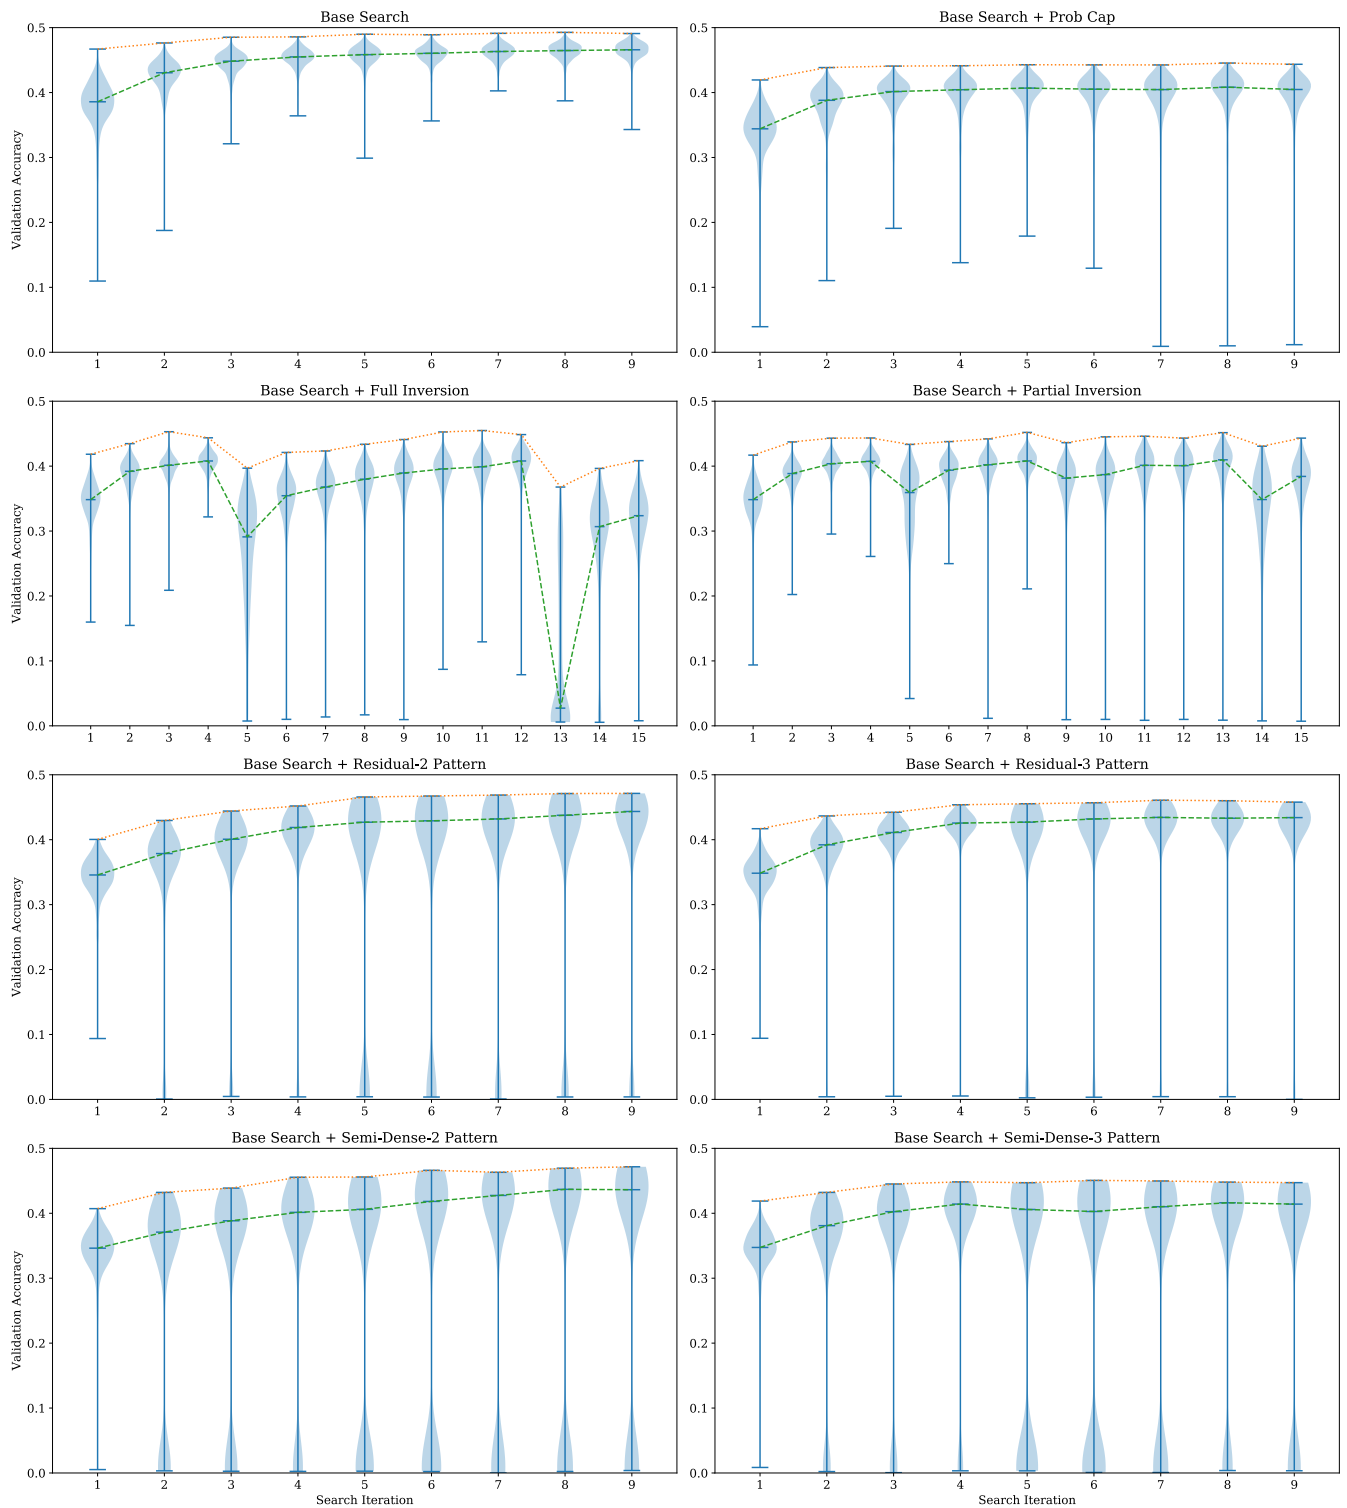 Base Search
Base Search + Prob Cap
Validation Accuracy
0.5
0.4
0.3
0.2
0.1
0.0
1 2 3 4 5 6 7 8 9
0.5
0.4
0.3
0.2
0.1
0.0
1 2 3 4 5 6 7 8 9
Base Search + Full Inversion
Base Search + Partial Inversion
Validation Accuracy
0.5
0.4
0.3
0.2
0.1
0.0
1 2 3 4 5 6 7 8 9 10 11 12 13 14 15
0.5
0.4
0.3
0.2
0.1
0.0
1 2 3 4 5 6 7 8 9 10 11 12 13 14 15
Base Search + Residual-2 Pattern
Base Search + Residual-3 Pattern
Validation Accuracy
0.5
0.4
0.3
0.2
0.1
0.0
1 2 3 4 5 6 7 8 9
0.5
0.4
0.3
0.2
0.1
0.0
1 2 3 4 5 6 7 8 9
Base Search + Semi-Dense-2 Pattern
Base Search + Semi-Dense-3 Pattern
Validation Accuracy
0.5
0.4
0.3
0.2
0.1
0.0
1 2 3 4 5 6 7 8 9
Search Iteration
0.5
0.4
0.3
0.2
0.1
0.0
1 2 3 4 5 6 7 8 9
Search Iteration